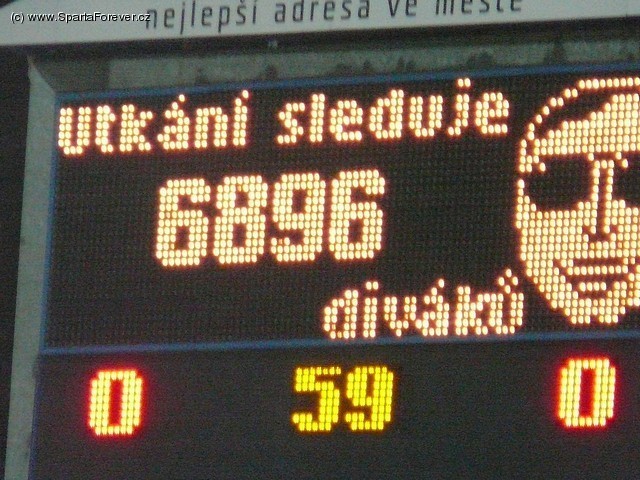 (c) www.SpartaForever.cz
nejlepší adresa ve městě
Utkání sleduje
6896
diváků
0 59 0